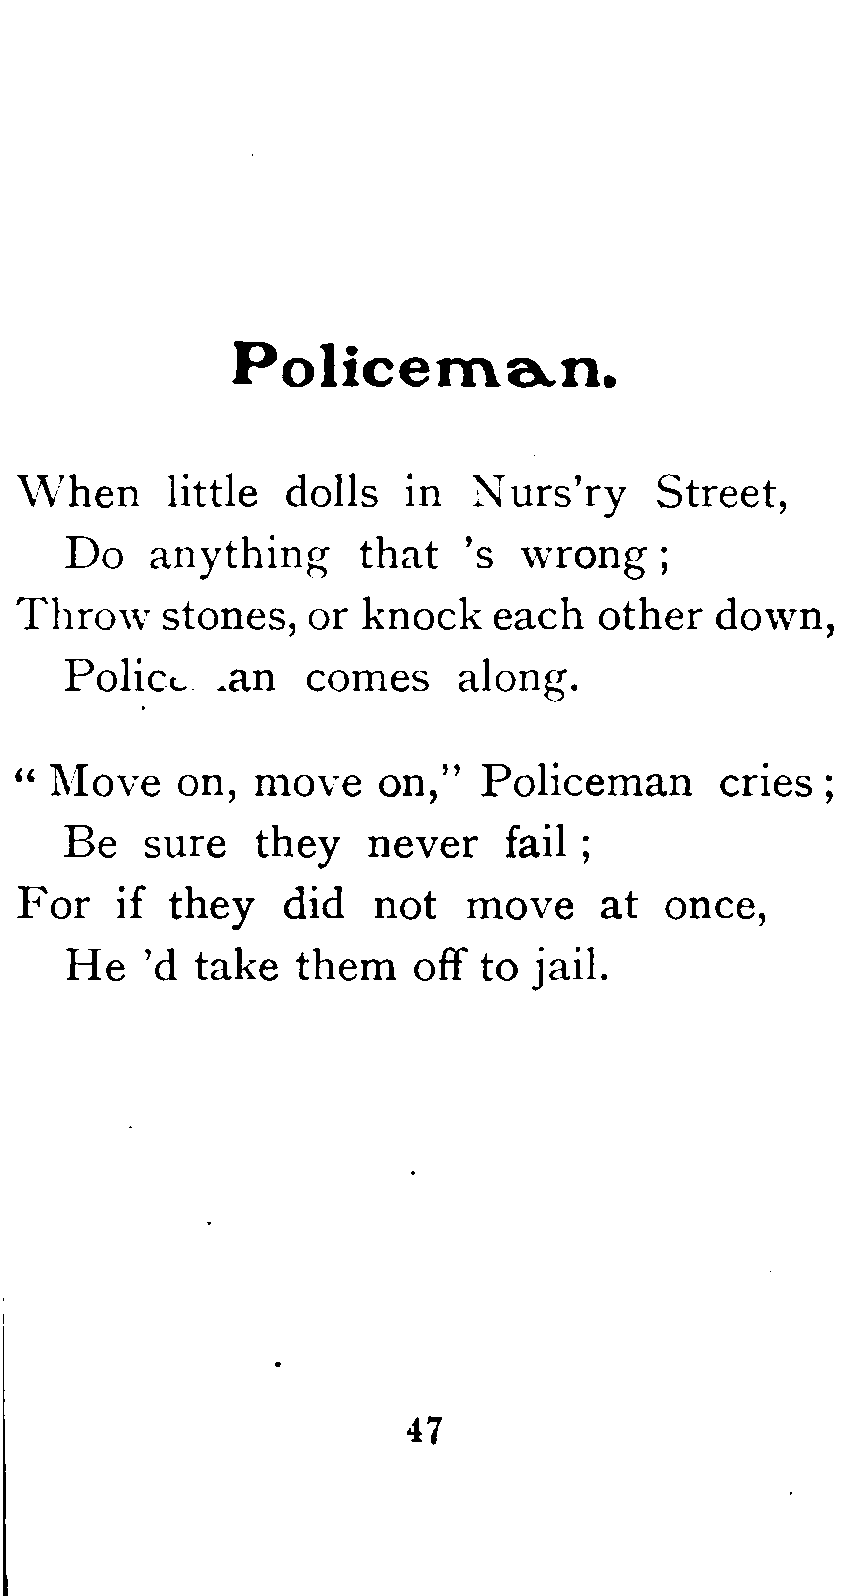 Policeman.
When little dolls in Nurs'ry Street,
Do anything that 's wrong ;
Throw stones, or knock each other down,
Policeman comes along.
“ Move on, move on,” Policeman cries ;
Be sure they never fail ;
For if they did not move at once,
He 'd take them off to jail.
47